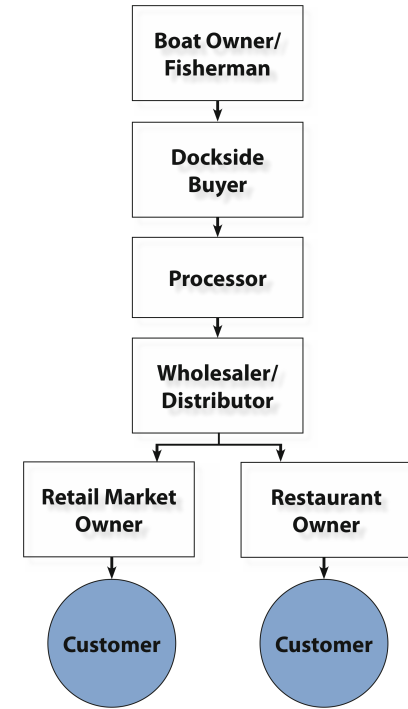 Boat Owner/
Fisherman
Dockside
Buyer
Processor
Wholesaler/
Distributor
Retail Market
Owner
Restaurant
Owner
Customer
Customer